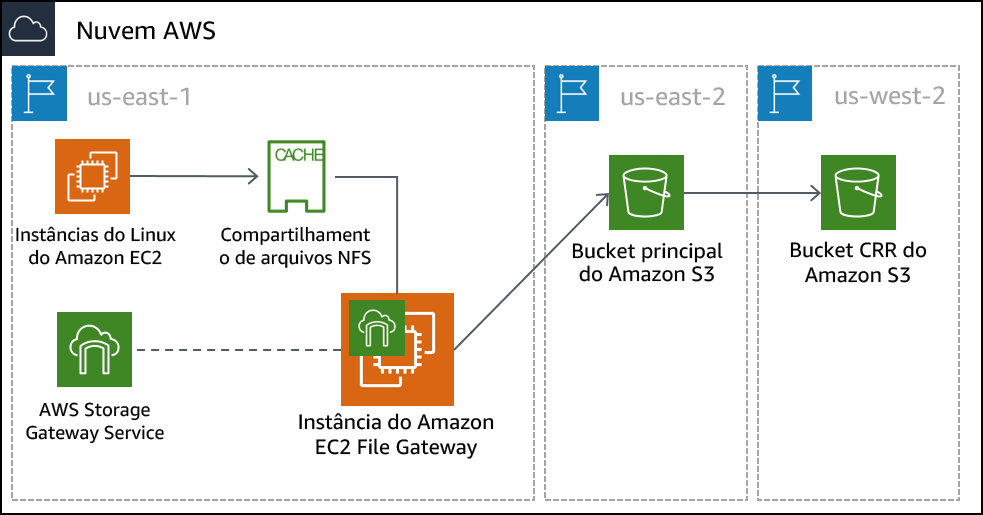 Nuvem AWS
us-east-1
us-east-2
us-west-2
CACHE
Instâncias do Linux
do Amazon EC2
Compartilhament
o de arquivos NFS
Bucket principal
do Amazon S3
Bucket CRR do
Amazon S3
AWS Storage
Gateway Service
Instância do Amazon
EC2 File Gateway